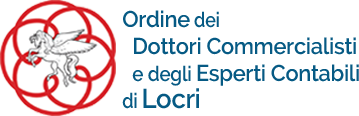 Ordine dei
Dottori Commercialisti
e degli Esperti Contabili
di Locri